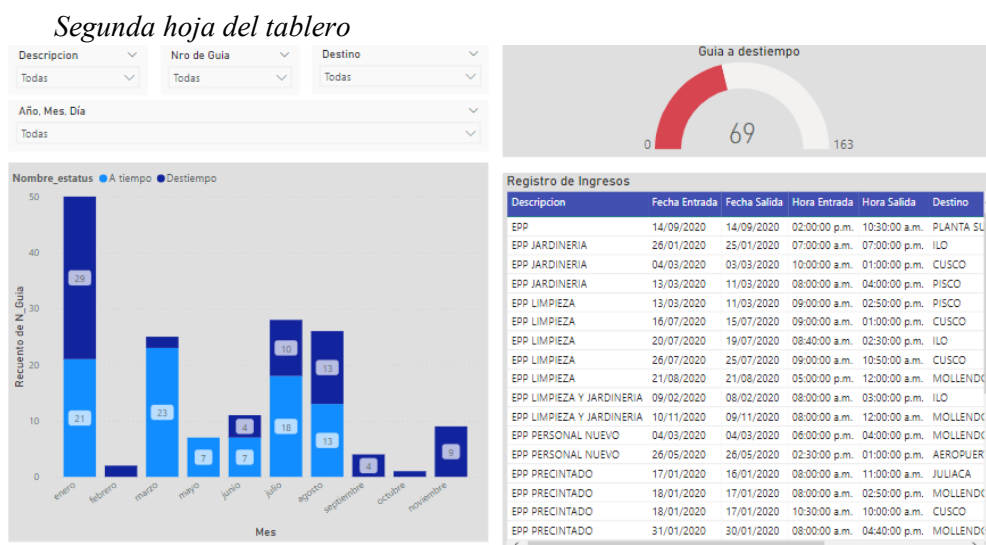 Segunda hoja del tablero
Descripcion
Todas
Nro de Guia
Todas
Destino
Todas
Año, Mes, Día
Todas
Guia a destiempo
69
0
163
Nombre_estatus A tiempo Destiempo
Recuento de N_Guia
50
40
30
20
10
0
29
21
23
7
4
7
10
18
13
13
4
9
enero
febrero
marzo
mayo
junio
julio
agosto
septiembre
octubre
noviembre
Mes
Registro de Ingresos
Descripcion Fecha Entrada Fecha Salida Hora Entrada Hora Salida Destino
EPP 14/09/2020 14/09/2020 02:00:00 p.m. 10:30:00 a.m. PLANTA SU
EPP JARDINERIA 26/01/2020 25/01/2020 07:00:00 a.m. 07:00:00 p.m. ILO
EPP JARDINERIA 04/03/2020 03/03/2020 10:00:00 a.m. 01:00:00 p.m. CUSCO
EPP JARDINERIA 13/03/2020 11/03/2020 08:00:00 a.m. 04:00:00 p.m. PISCO
EPP LIMPIEZA 13/03/2020 11/03/2020 09:00:00 a.m. 02:50:00 p.m. PISCO
EPP LIMPIEZA 16/07/2020 15/07/2020 09:00:00 a.m. 01:00:00 p.m. CUSCO
EPP LIMPIEZA 20/07/2020 19/07/2020 08:40:00 a.m. 02:30:00 p.m. ILO
EPP LIMPIEZA 26/07/2020 25/07/2020 09:00:00 a.m. 10:50:00 a.m. CUSCO
EPP LIMPIEZA 21/08/2020 21/08/2020 05:00:00 p.m. 12:00:00 a.m. MOLLENDO
EPP LIMPIEZA Y JARDINERIA 09/02/2020 08/02/2020 08:00:00 a.m. 03:00:00 p.m. ILO
EPP LIMPIEZA Y JARDINERIA 10/11/2020 09/11/2020 08:00:00 a.m. 12:00:00 a.m. MOLLENDO
EPP PERSONAL NUEVO 04/03/2020 04/03/2020 06:00:00 p.m. 04:00:00 p.m. MOLLENDO
EPP PERSONAL NUEVO 26/05/2020 26/05/2020 02:30:00 p.m. 01:00:00 p.m. AEROPUER
EPP PRECINTADO 17/01/2020 16/01/2020 08:00:00 a.m. 11:00:00 a.m. JULIACA
EPP PRECINTADO 18/01/2020 17/01/2020 08:00:00 a.m. 02:50:00 p.m. MOLLENDO
EPP PRECINTADO 18/01/2020 17/01/2020 10:30:00 a.m. 10:00:00 a.m. CUSCO
EPP PRECINTADO 31/01/2020 30/01/2020 08:00:00 a.m. 04:40:00 p.m. MOLLENDO